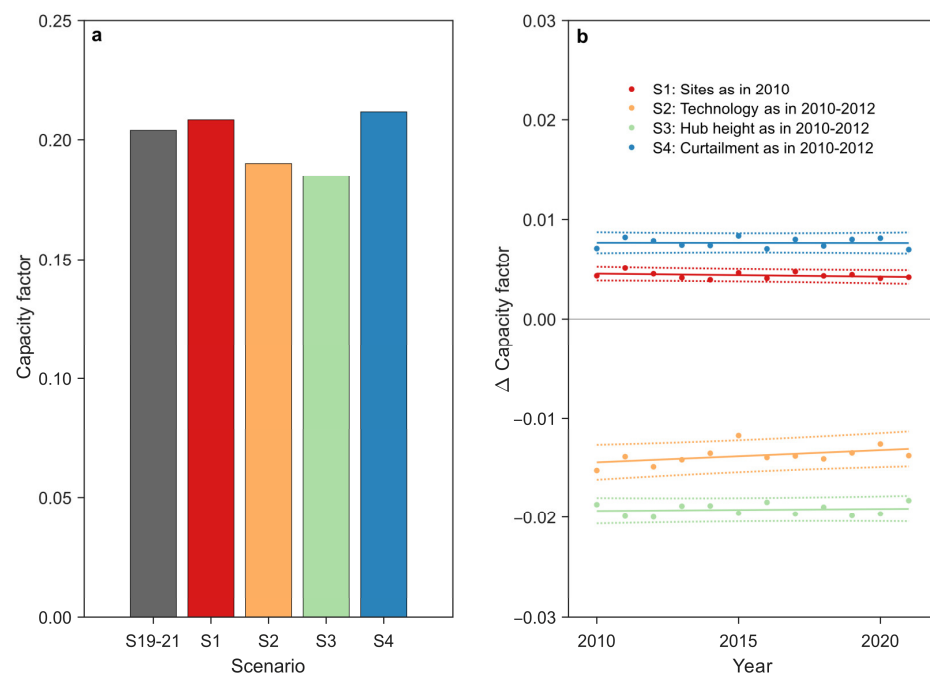 a
0.25
0.20
0.15
0.10
0.05
0.00
Capacity factor
S19-21 S1 S2 S3 S4
Scenario
b
0.03
0.02
0.01
0.00
−0.01
−0.02
−0.03
Δ Capacity factor
S1: Sites as in 2010
S2: Technology as in 2010-2012
S3: Hub height as in 2010-2012
S4: Curtailment as in 2010-2012
2010 2015 2020
Year